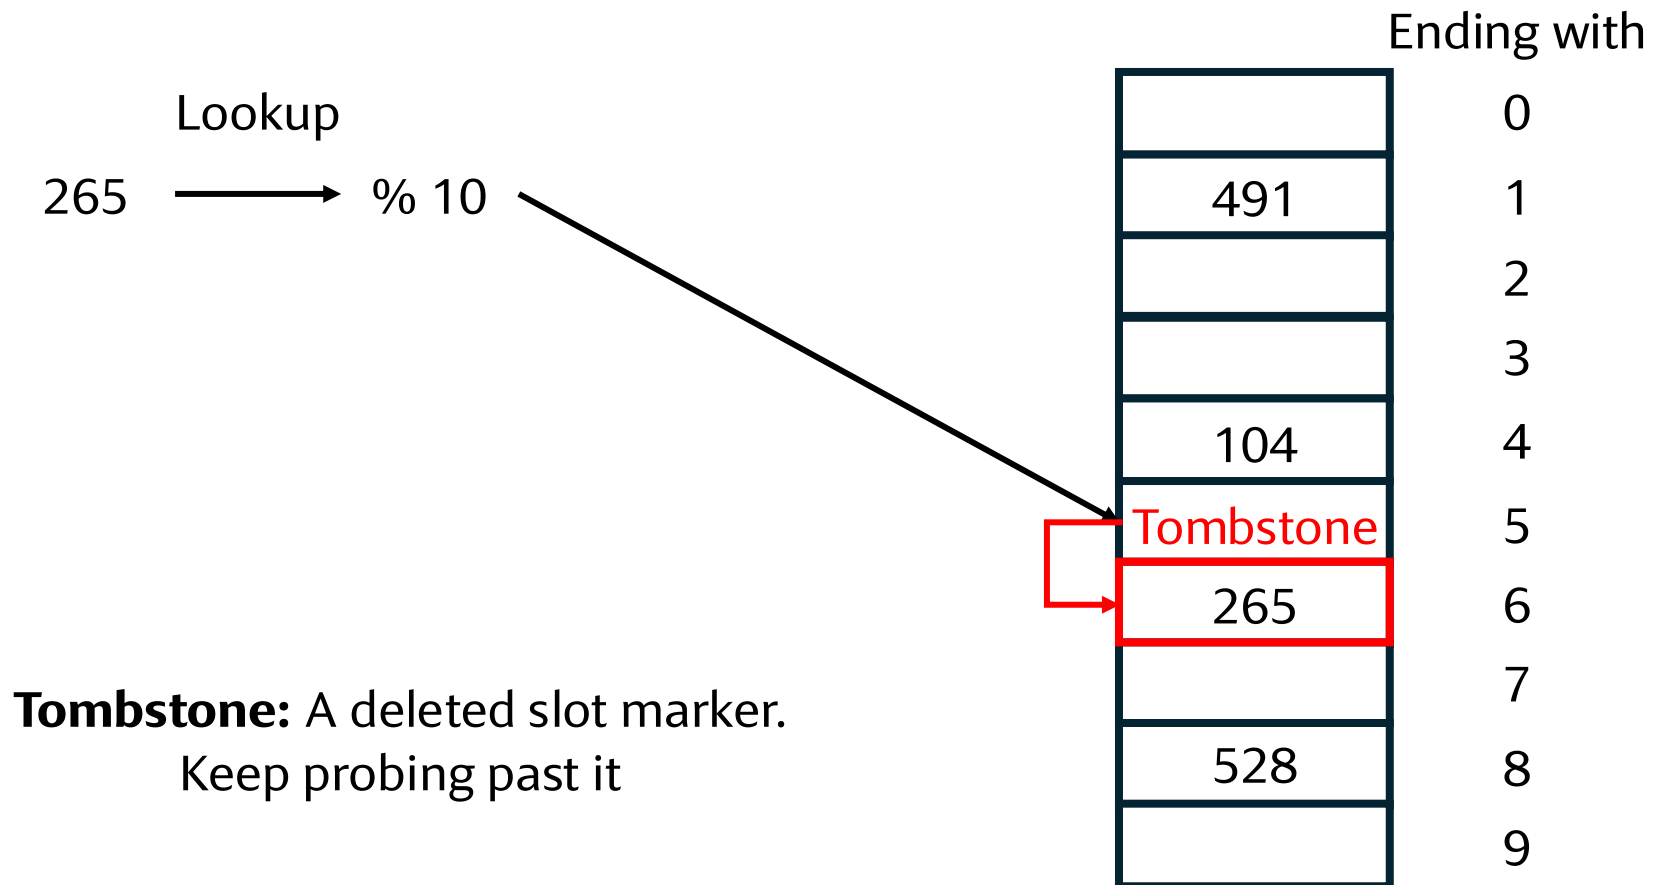 Ending with
Lookup
0
265 % 10
491 1
2
3
104 4
Tombstone 5
265 6
7
Tombstone: A deleted slot marker.
Keep probing past it
528 8
9